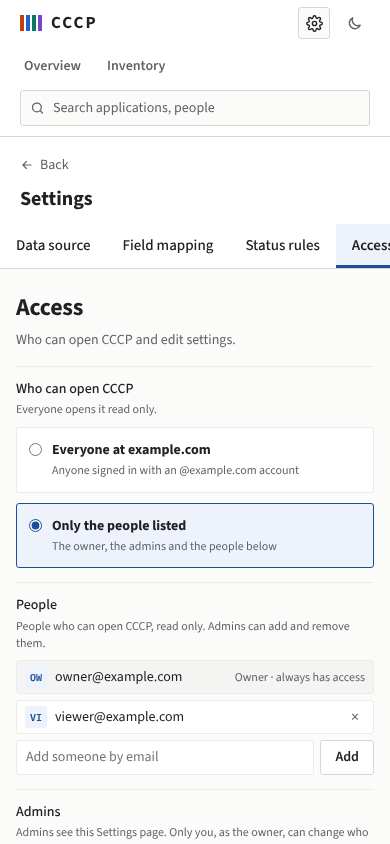 CCCP
Overview
Inventory
Search applications, people
Back
Settings
Data source
Field mapping
Status rules
Access
Access
Who can open CCCP and edit settings.
Who can open CCCP
Everyone opens it read only.
Everyone at example.com
Anyone signed in with an @example.com account
Only the people listed
The owner, the admins and the people below
People
People who can open CCCP, read only. Admins can add and remove
them.
OW owner@example.com Owner · always has access
VI viewer@example.com ×
Add someone by email
Add
Admins
Admins see this Settings page. Only you, as the owner, can change who